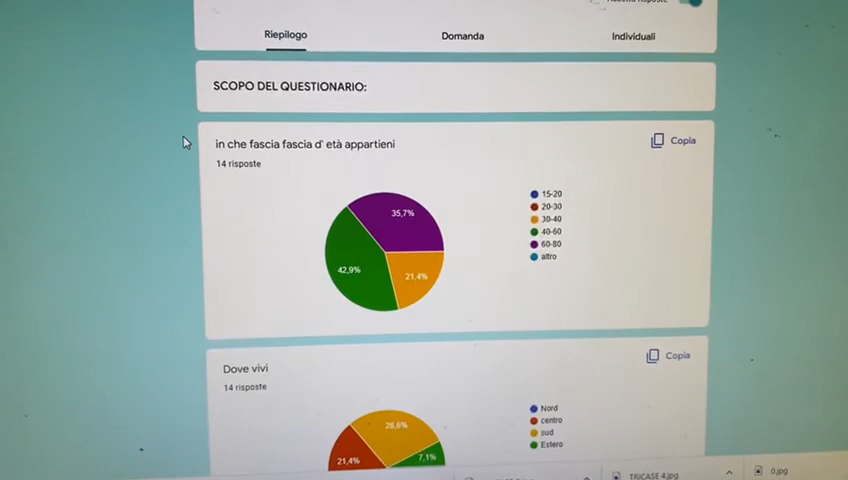 Riepilogo Domanda Individuali
SCOPO DEL QUESTIONARIO:
in che fascia fascia d' età appartieni
Copia
14 risposte
35,7%
42,9%
21,4%
15-20
20-30
30-40
40-60
60-80
altro
Dove vivi
Copia
14 risposte
28,6%
21,4%
7,1%
Nord
centro
sud
Estero
TRICASE 4.jpg
0.jpg